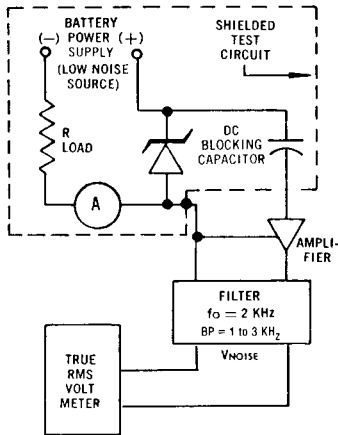 BATTERY
(-) POWER (+)
SUPPLY
(LOW NOISE
SOURCE)
SHIELDED
TEST
CIRCUIT
R
LOAD
DC
BLOCKING
CAPACITOR
A
AMPLI-
FIER
FILTER
fo = 2 KHz
BP = 1 to 3 KHz
VNOISE
TRUE
RMS
VOLT
METER